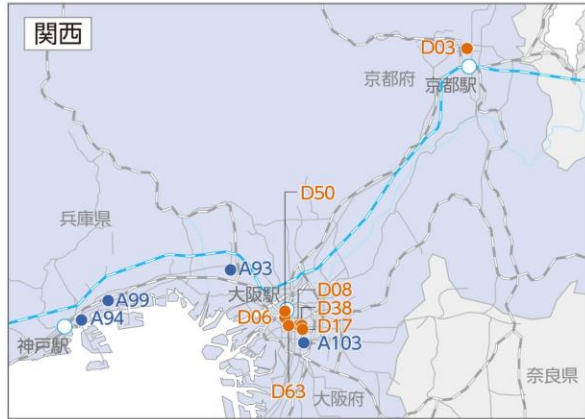 関西
D03
京都府
京都駅
D50
兵庫県
A93
大阪駅
D08
A99
D38
D06
A94
D17
神戸駅
A103
奈良県
D63
大阪府